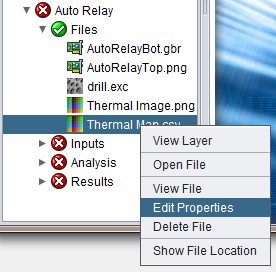 Auto Relay
Files
AutoRelayBot.gbr
AutoRelayTop.png
drill.exc
Thermal Image.png
Thermal Map.csv
Inputs
Analysis
Results
View Layer
Open File
View File
Edit Properties
Delete File
Show File Location